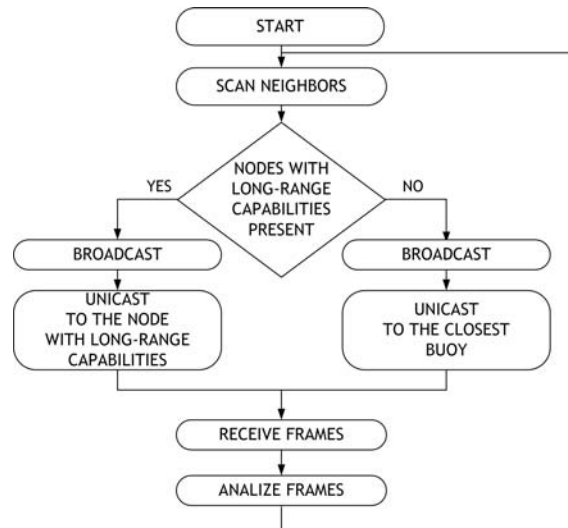 START
SCAN NEIGHBORS
NODES WITH
LONG-RANGE
CAPABILITIES
PRESENT
YES
NO
BROADCAST
BROADCAST
UNICAST
TO THE NODE
WITH LONG-RANGE
CAPABILITIES
UNICAST
TO THE CLOSEST
BUOY
RECEIVE FRAMES
ANALIZE FRAMES